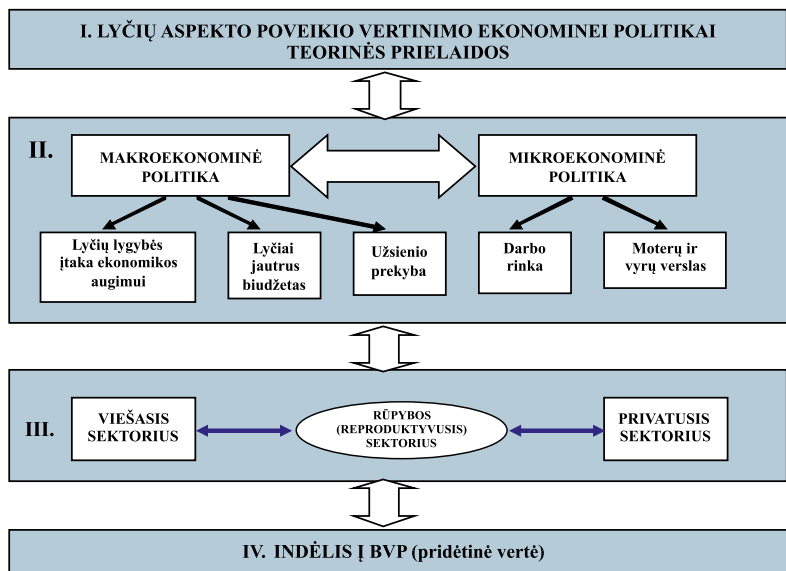 I. LYČIŲ ASPEKTO POVEIKIO VERTINIMO EKONOMINEI POLITIKAI
TEORINĖS PRIELAIDOS
II.
MAKROEKONOMINĖ
POLITIKA
MIKROEKONOMINĖ
POLITIKA
Lyčių lygybės
įtaka ekonomikos
augimui
Lyčiai
jautrus
biudžetas
Užsienio
prekyba
Darbo
rinka
Moterų ir
vyrų verslas
III.
VIEŠASIS
SEKTORIUS
RŪPYBOS
(REPRODUKTYVUSIS)
SEKTORIUS
PRIVATUSIS
SEKTORIUS
IV. INDĖLIS Į BVP (pridėtinė vertė)